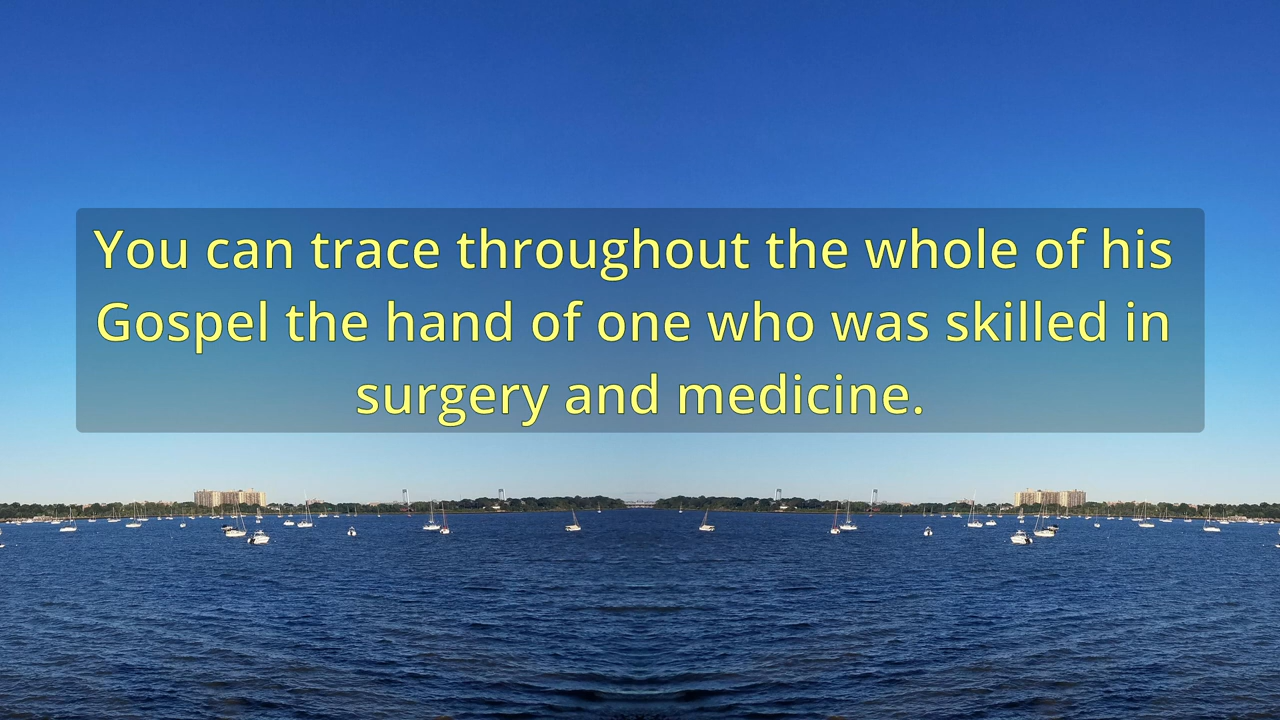 You can trace throughout the whole of his
Gospel the hand of one who was skilled in
surgery and medicine.